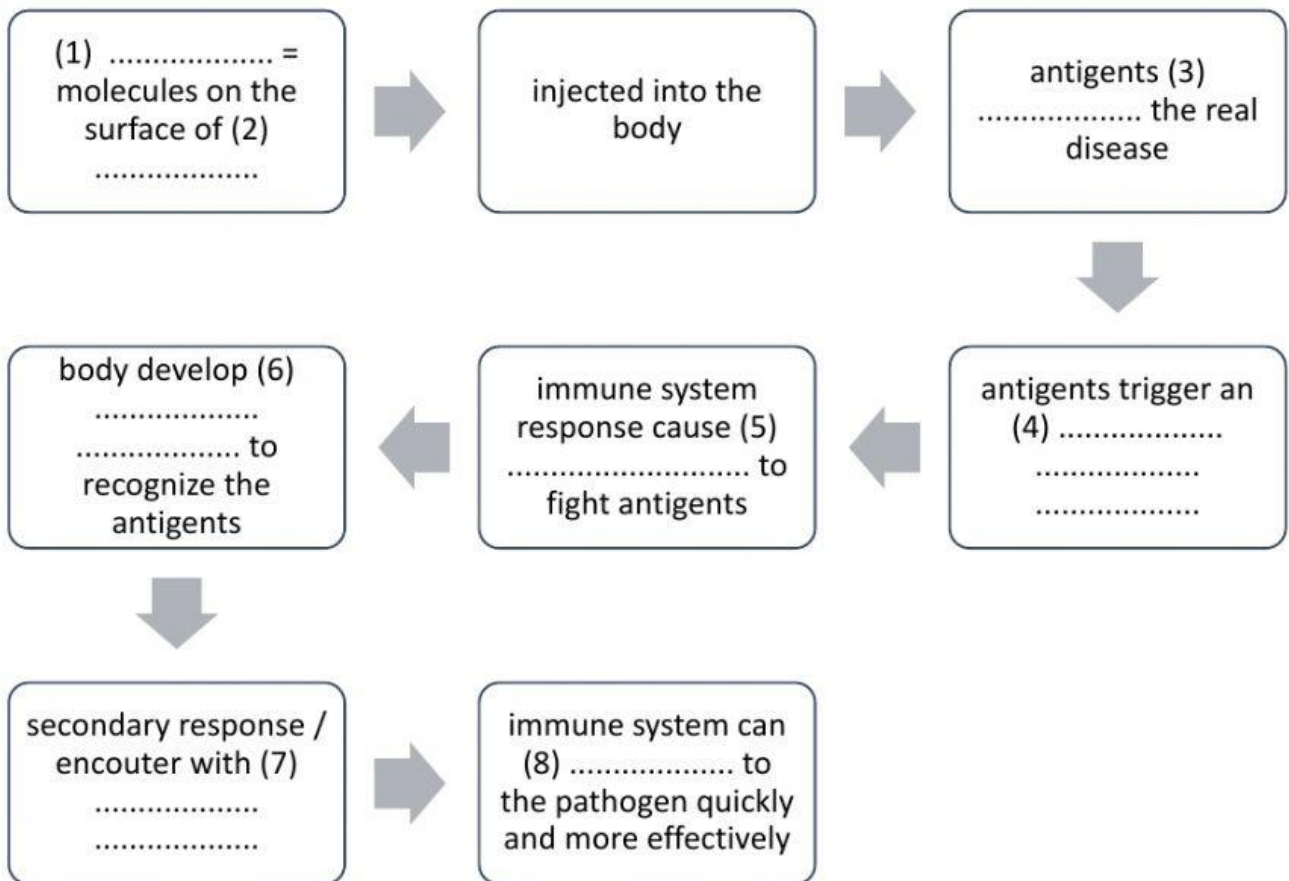 (1) ................... =
molecules on the
surface of (2)
...................
injected into the
body
antigents (3)
................... the real
disease
antigents trigger an
(4) ...................
...................
...................
immune system
response cause (5)
............................ to
fight antigents
body develop (6)
...................
................... to
recognize the
antigents
secondary response /
encouter with (7)
...................
...................
immune system can
(8) ................... to
the pathogen quickly
and more effectively